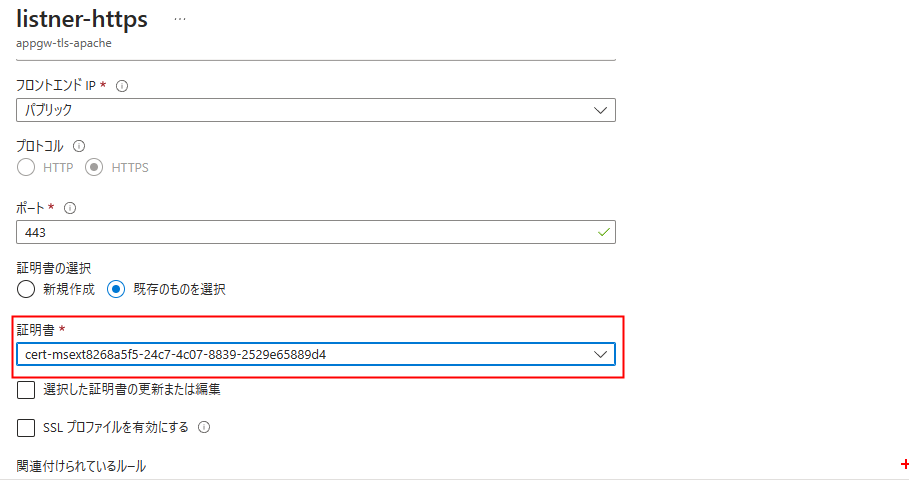 listner-https ...
appgw-tls-apache
フロントエンド IP *
パブリック
プロトコル
HTTP HTTPS
ポート *
443
証明書の選択
新規作成 既存のものを選択
証明書 *
cert-msext8268a5f5-24c7-4c07-8839-2529e65889d4
選択した証明書の更新または編集
SSL プロファイルを有効にする
関連付けられているルール